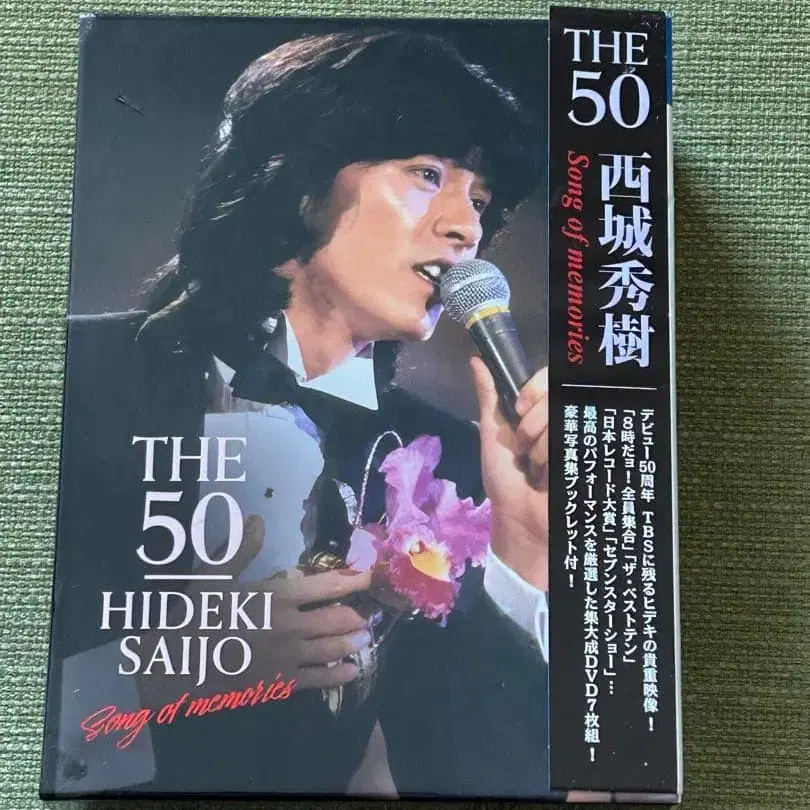 THE
50
HIDEKI
SAIJO
Song of memories
THE
50
西城秀樹
Song of memories
デビュー50周年 TBSに残るヒデキの貴重映像！
「8時だョ！全員集合」「ザ・ベストテン」
「日本レコード大賞」「セブンスターショー」…
最高のパフォーマンスを厳選した集大成DVD7枚組！
豪華写真集ブックレット付！